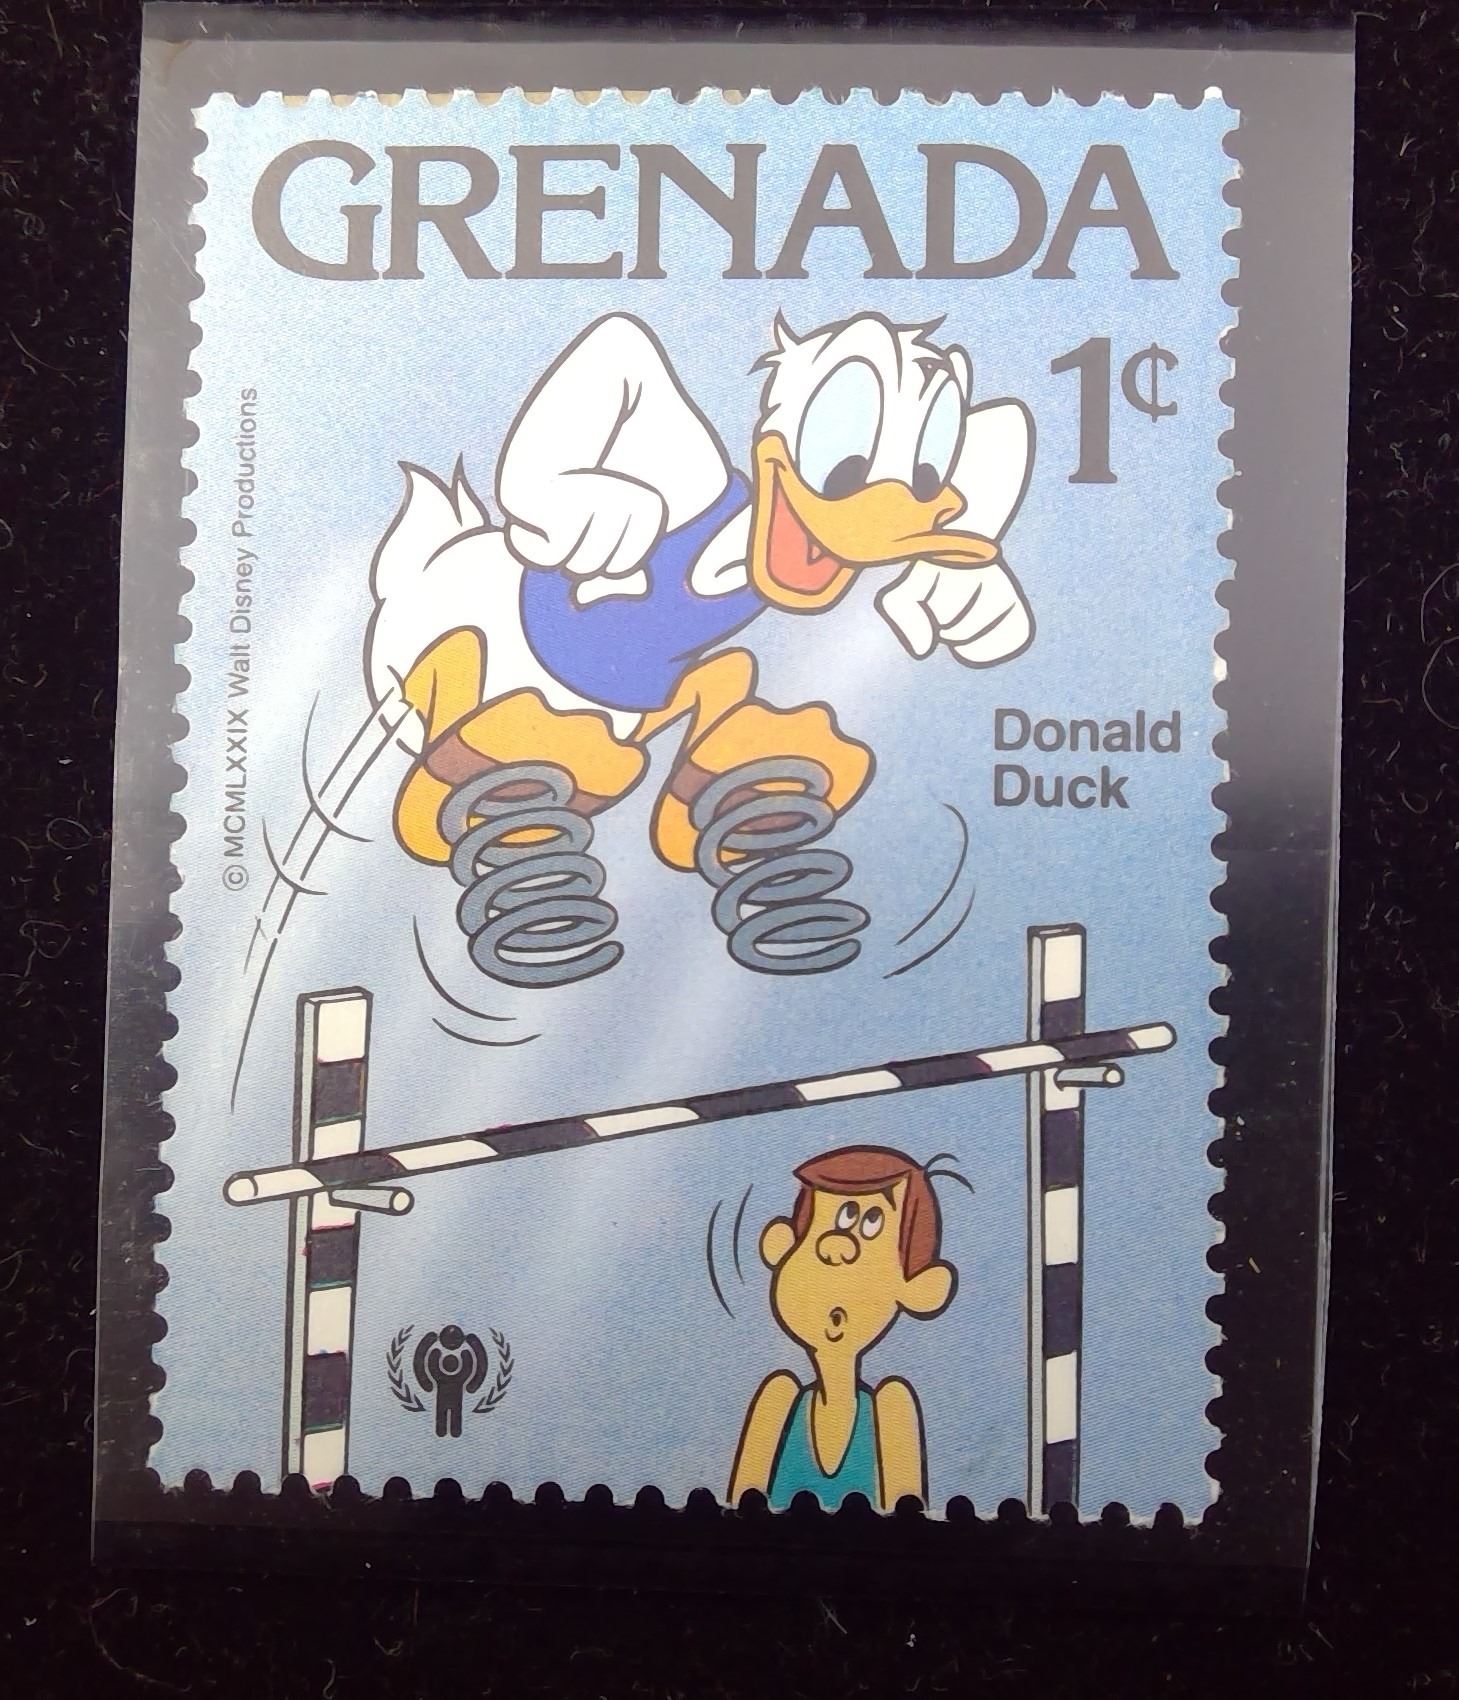 GRENADA
1¢
© MCMLXXIX Walt Disney Productions
Donald
Duck